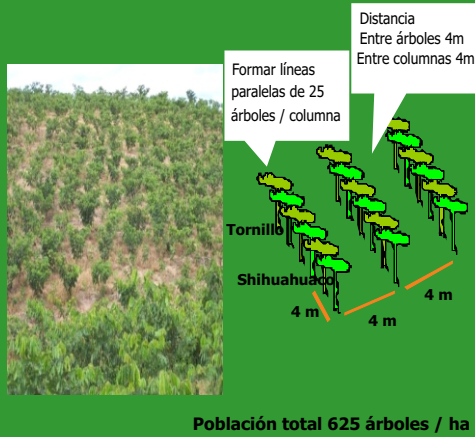 Distancia
Entre árboles 4m
Entre columnas 4m
Formar líneas
paralelas de 25
árboles / columna
Tornillo
Shihuahuaco
4 m
4 m
4 m
Población total 625 árboles / ha